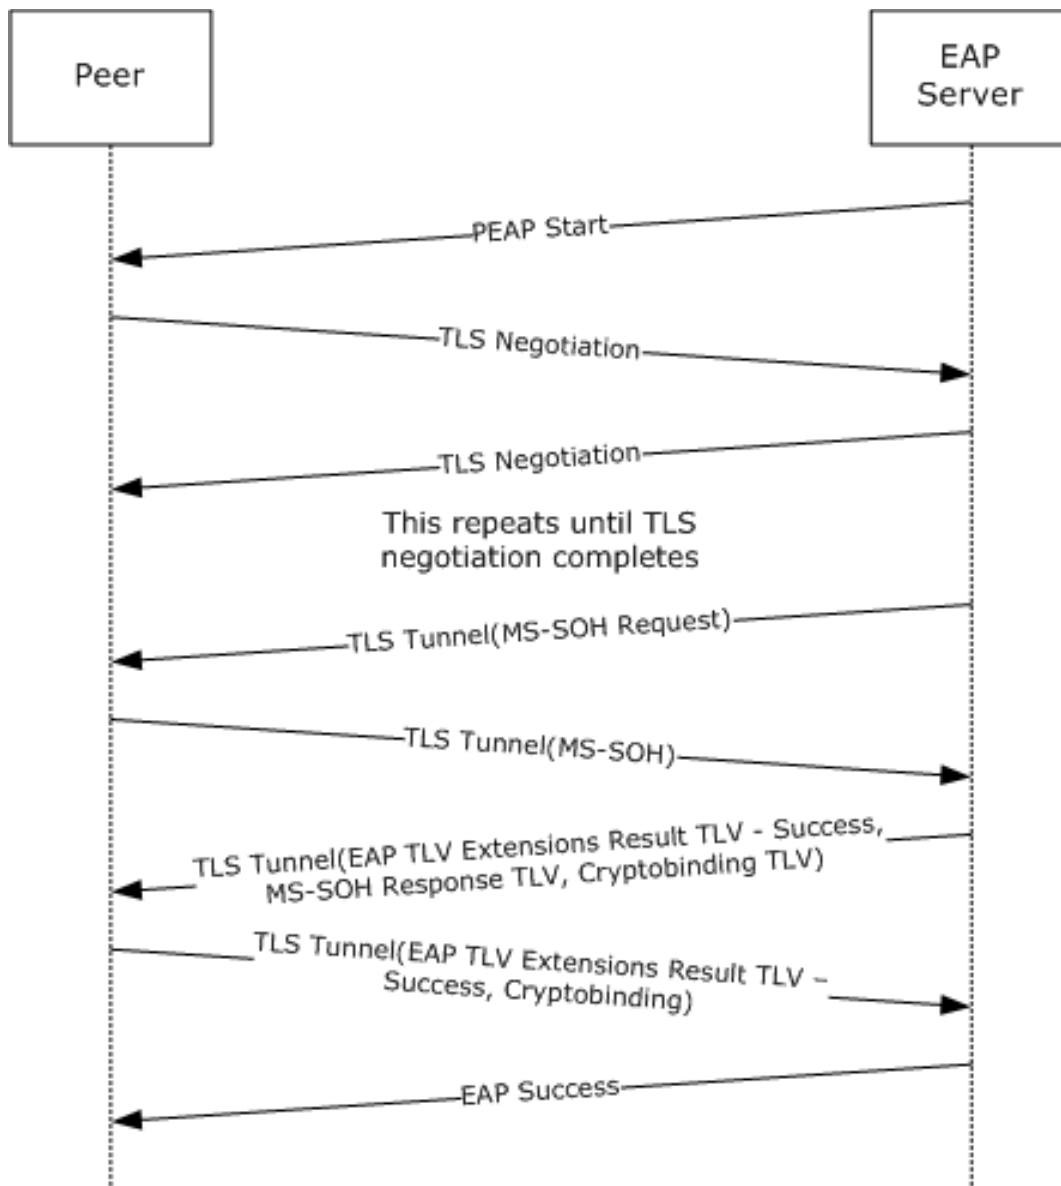 Peer
EAP
Server
PEAP Start
TLS Negotiation
TLS Negotiation
This repeats until TLS
negotiation completes
TLS Tunnel(MS-SOH Request)
TLS Tunnel(MS-SOH)
TLS Tunnel(EAP TLV Extensions Result TLV - Success,
MS-SOH Response TLV, Cryptobinding TLV)
TLS Tunnel(EAP TLV Extensions Result TLV –
Success, Cryptobinding)
EAP Success